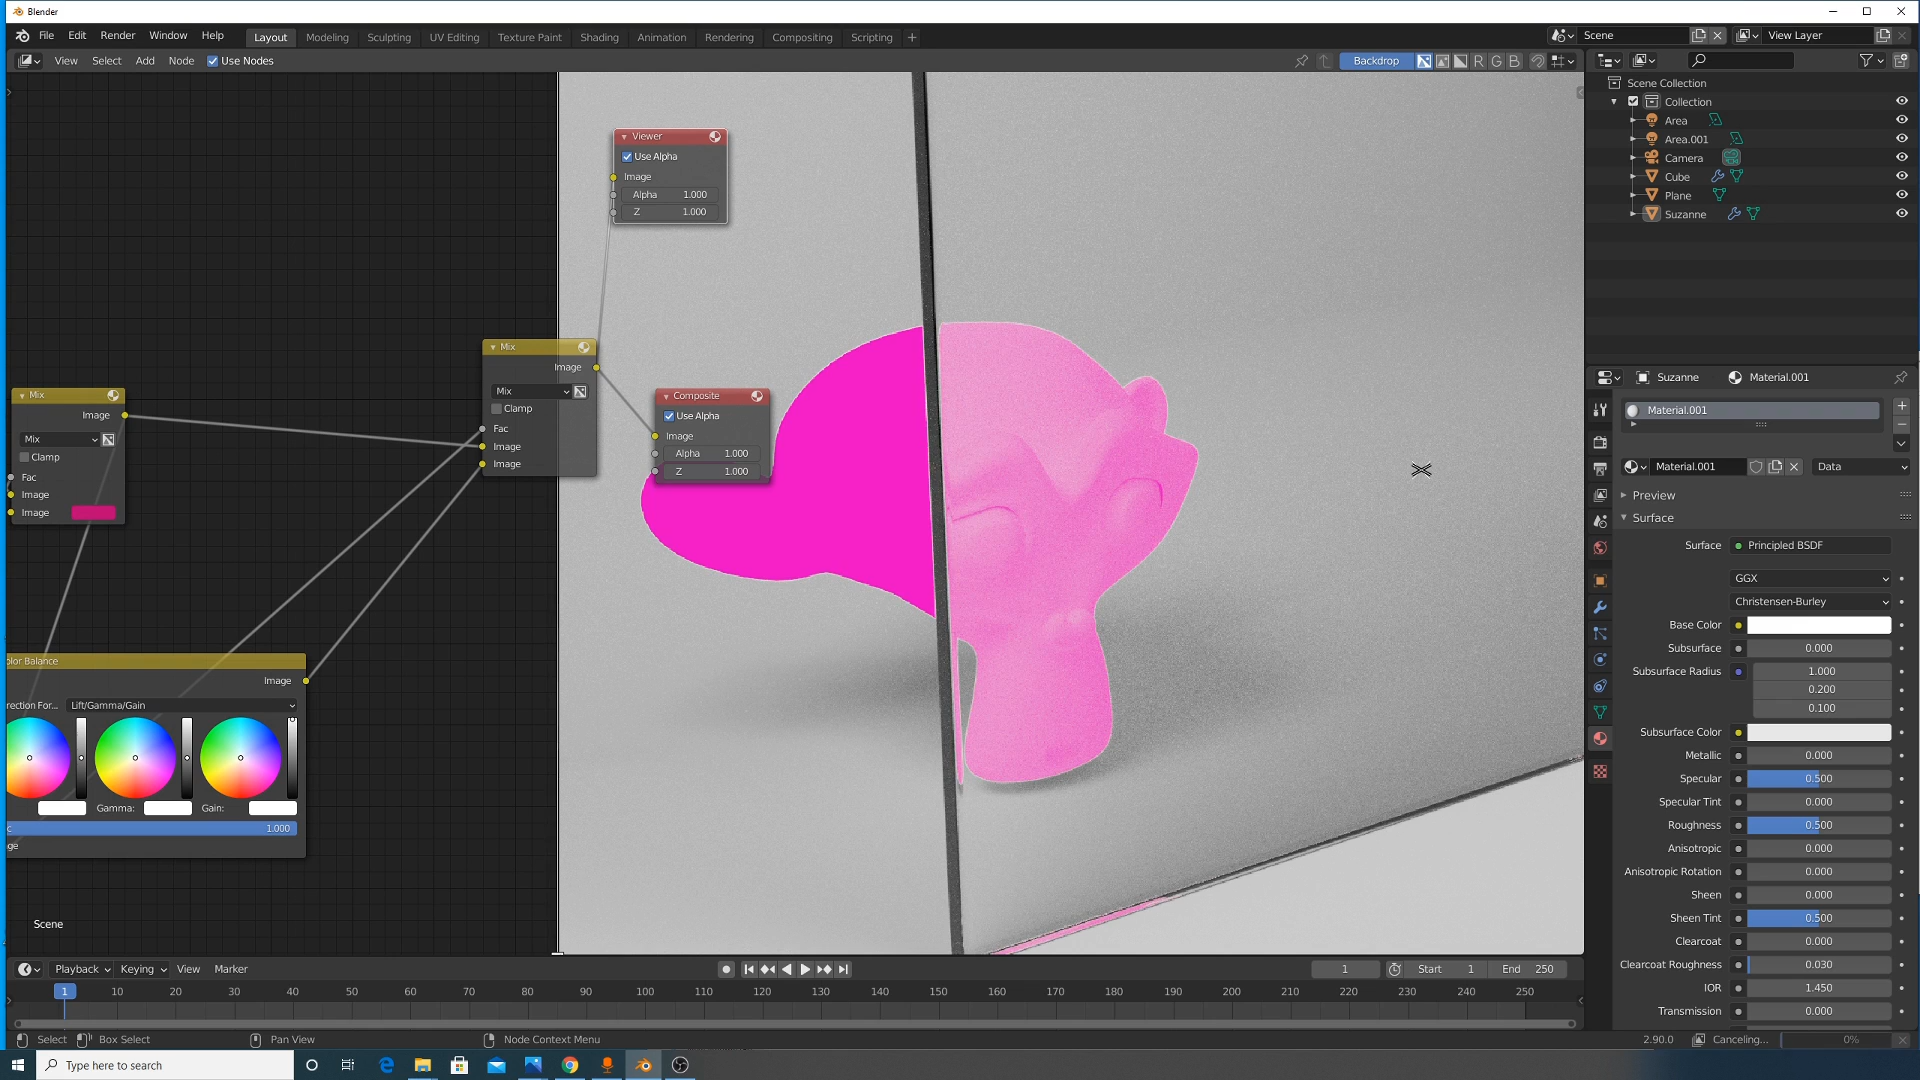 Blender
File Edit Render Window Help
Layout Modeling Sculpting UV Editing Texture Paint Shading Animation Rendering Compositing Scripting +
Scene
View Layer
View Select Add Node Use Nodes
Backdrop R G B
Scene Collection
Collection
Area
Area.001
Camera
Cube
Plane
Suzanne
Viewer
Use Alpha
Image
Alpha 1.000
Z 1.000
Mix
Image
Mix
Clamp
Fac
Image
Image
Composite
Use Alpha
Image
Alpha 1.000
Z 1.000
Mix
Image
Mix
Clamp
Fac
Image
Image
olor Balance
Image
rection For... Lift/Gamma/Gain
Gamma: Gain:
c 1.000
ge
Scene
Suzanne Material.001
Material.001
Material.001 Data
Preview
Surface
Surface Principled BSDF
GGX
Christensen-Burley
Base Color
Subsurface 0.000
Subsurface Radius 1.000
0.200
0.100
Subsurface Color
Metallic 0.000
Specular 0.500
Specular Tint 0.000
Roughness 0.500
Anisotropic 0.000
Anisotropic Rotation 0.000
Sheen 0.000
Sheen Tint 0.500
Clearcoat 0.000
Clearcoat Roughness 0.030
IOR 1.450
Transmission 0.000
Playback Keying View Marker
1 Start 1 End 250
1 10 20 30 40 50 60 70 80 90 100 110 120 130 140 150 160 170 180 190 200 210 220 230 240 250
Select Box Select Pan View Node Context Menu
2.90.0 Canceling... 0%
Type here to search